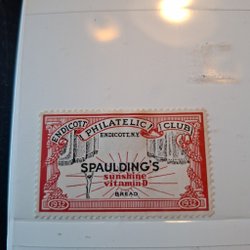 ENDICOTT PHILATELIC CLUB
ENDICOTT, N.Y.
SPAULDING'S
sunshine
vitamin D
BREAD